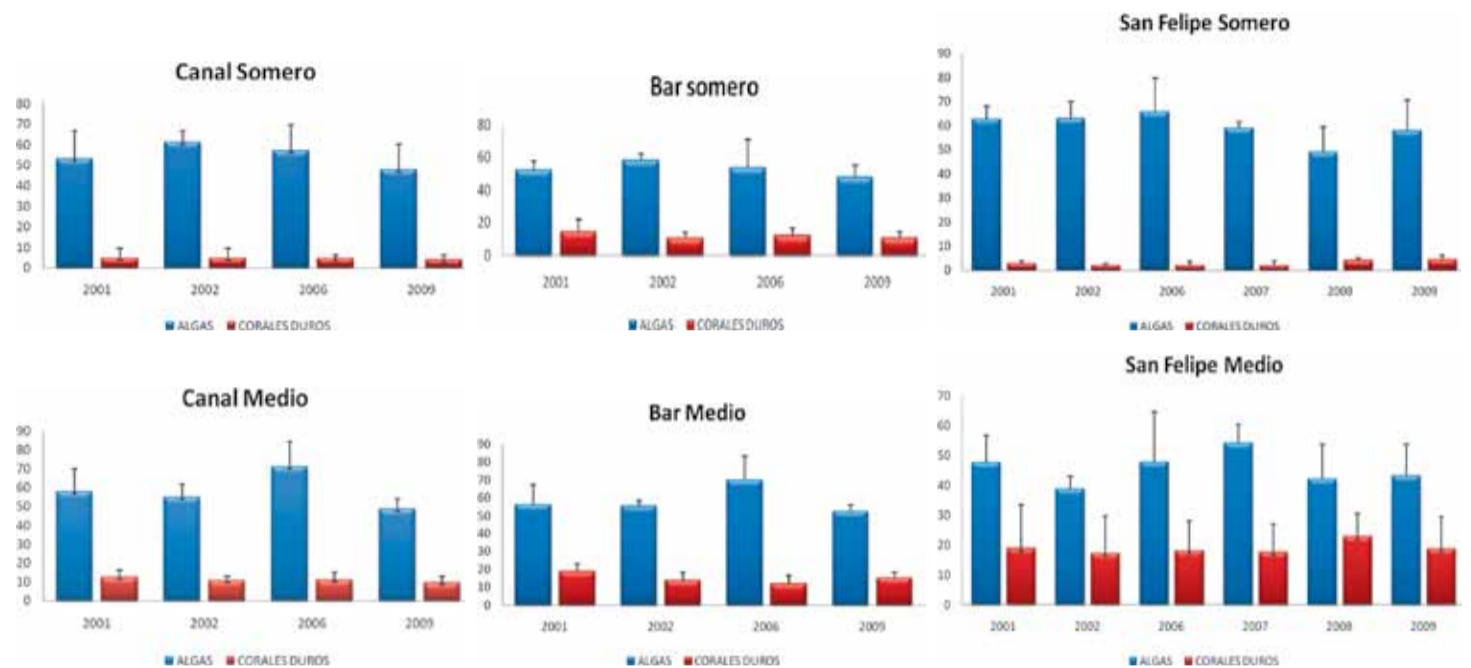 Canal Somero
80
70
60
50
40
30
20
10
0
2001 2002 2006 2009
ALGAS CORALES DUROS
Bar somero
80
60
40
20
0
2001 2002 2006 2009
ALGAS CORALES DUROS
San Felipe Somero
90
80
70
60
50
40
30
20
10
0
2001 2002 2006 2007 2008 2009
ALGAS CORALES DUROS
Canal Medio
90
80
70
60
50
40
30
20
10
0
2001 2002 2006 2009
ALGAS CORALES DUROS
Bar Medio
90
80
70
60
50
40
30
20
10
0
2001 2002 2006 2009
ALGAS CORALES DUROS
San Felipe Medio
70
60
50
40
30
20
10
0
2001 2002 2006 2007 2008 2009
ALGAS CORALES DUROS